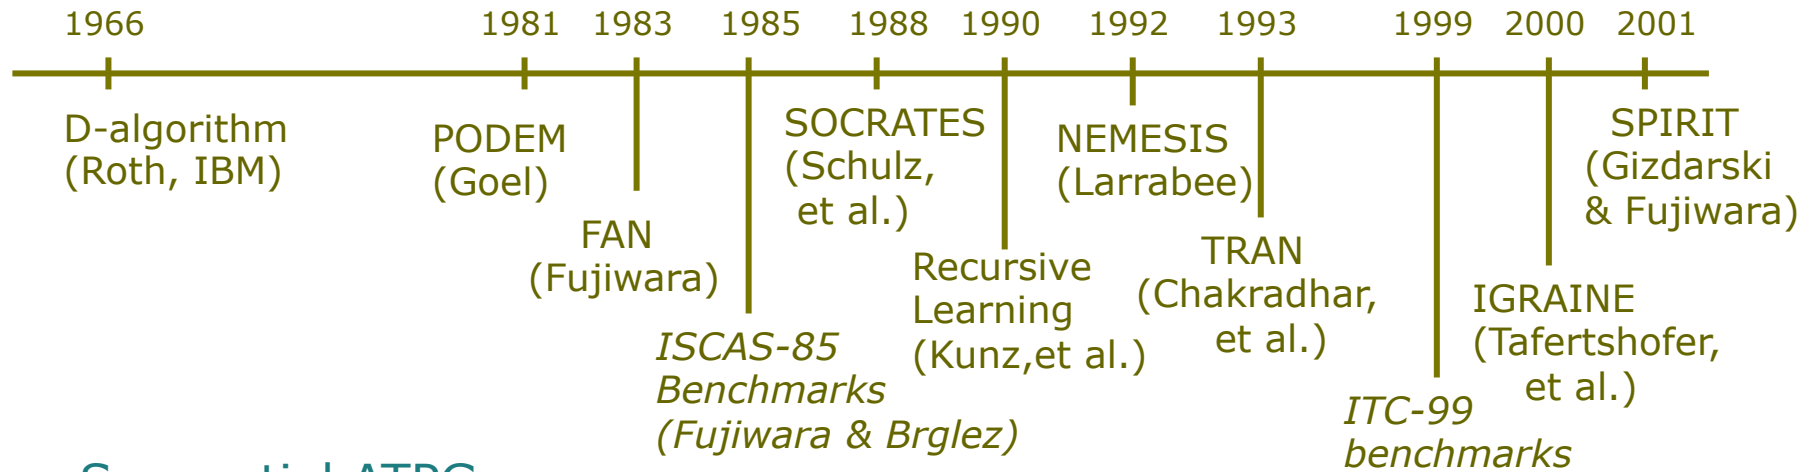 1966 1981 1983 1985 1988 1990 1992 1993 1999 2000 2001
D-algorithm
(Roth, IBM)
PODEM
(Goel)
FAN
(Fujiwara)
ISCAS-85
Benchmarks
(Fujiwara & Brglez)
SOCRATES
(Schulz,
et al.)
Recursive
Learning
(Kunz,et al.)
NEMESIS
(Larrabee)
TRAN
(Chakradhar,
et al.)
ITC-99
benchmarks
IGRAINE
(Tafertshofer,
et al.)
SPIRIT
(Gizdarski
& Fujiwara)
Sequential ATPG